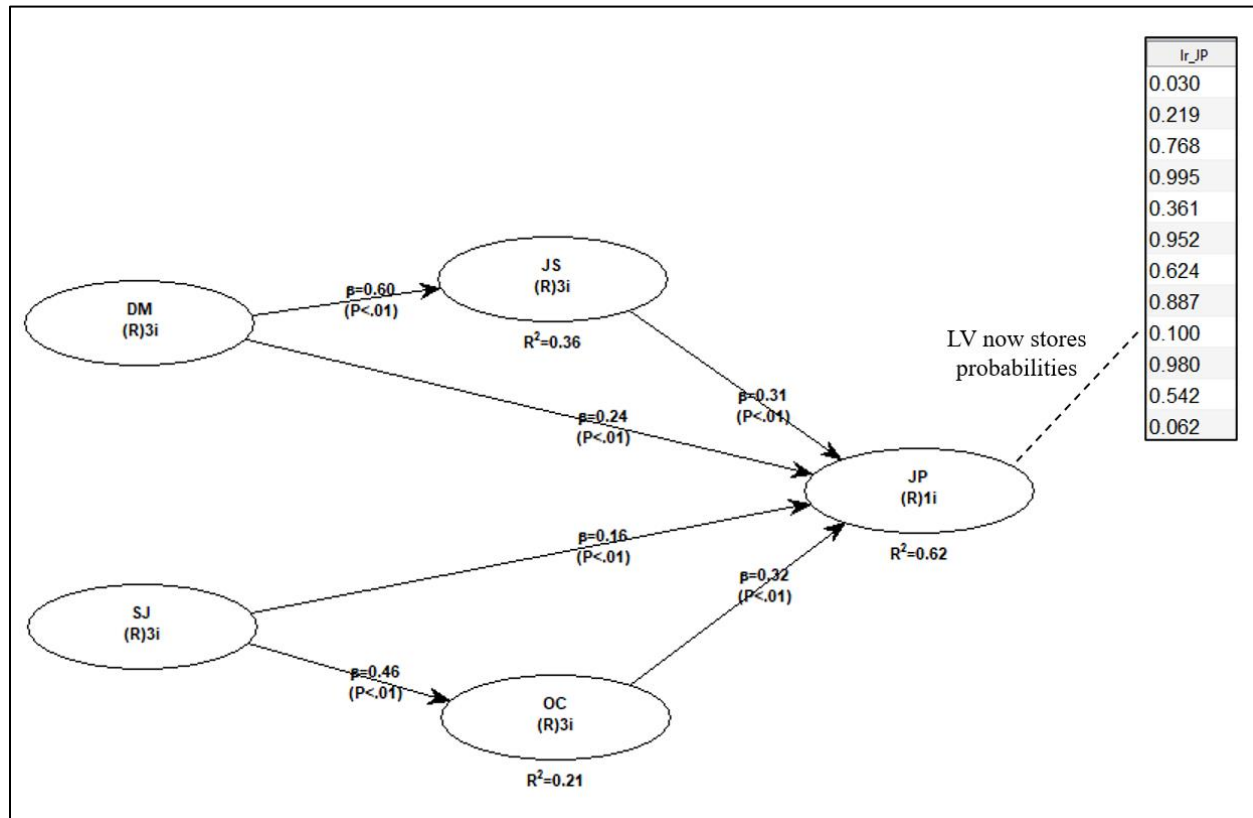 lr_JP
0.030
0.219
0.768
0.995
0.361
0.952
0.624
0.887
0.100
0.980
0.542
0.062
LV now stores
probabilities
JS
(R)3i
R²=0.36
DM
(R)3i
β=0.60
(P<.01)
β=0.31
(P<.01)
β=0.24
(P<.01)
JP
(R)1i
R²=0.62
β=0.16
(P<.01)
β=0.32
(P<.01)
SJ
(R)3i
β=0.46
(P<.01)
OC
(R)3i
R²=0.21